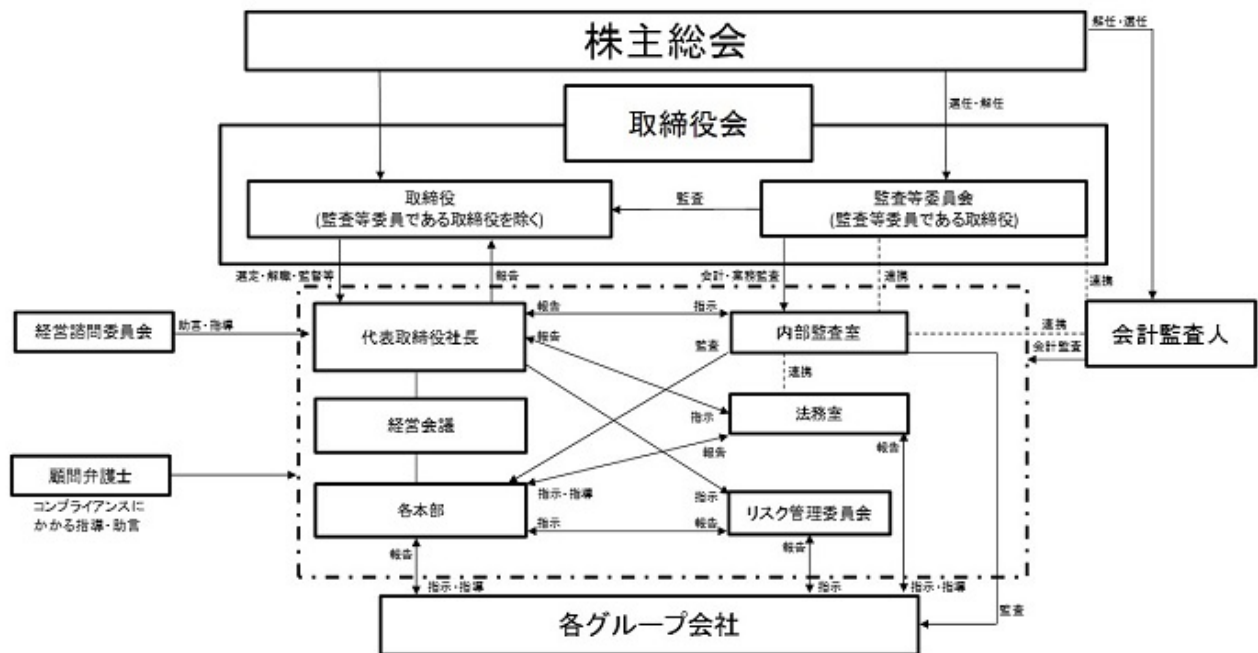 株主総会
解任・選任
選任・解任
取締役会
取締役
(監査等委員である取締役を除く)
監査
監査等委員会
(監査等委員である取締役)
選定・解職・監督等
報告
会計・業務監査
連携
連携
経営諮問委員会
助言・指導
代表取締役社長
報告
指示
報告
監査
内部監査室
連携
会計監査
会計監査人
連携
経営会議
指示
法務室
報告
報告
顧問弁護士
コンプライアンスに
かかる指導・助言
各本部
指示・指導
指示
報告
指示
リスク管理委員会
報告
報告
指示・指導
指示
指示・指導
監査
各グループ会社